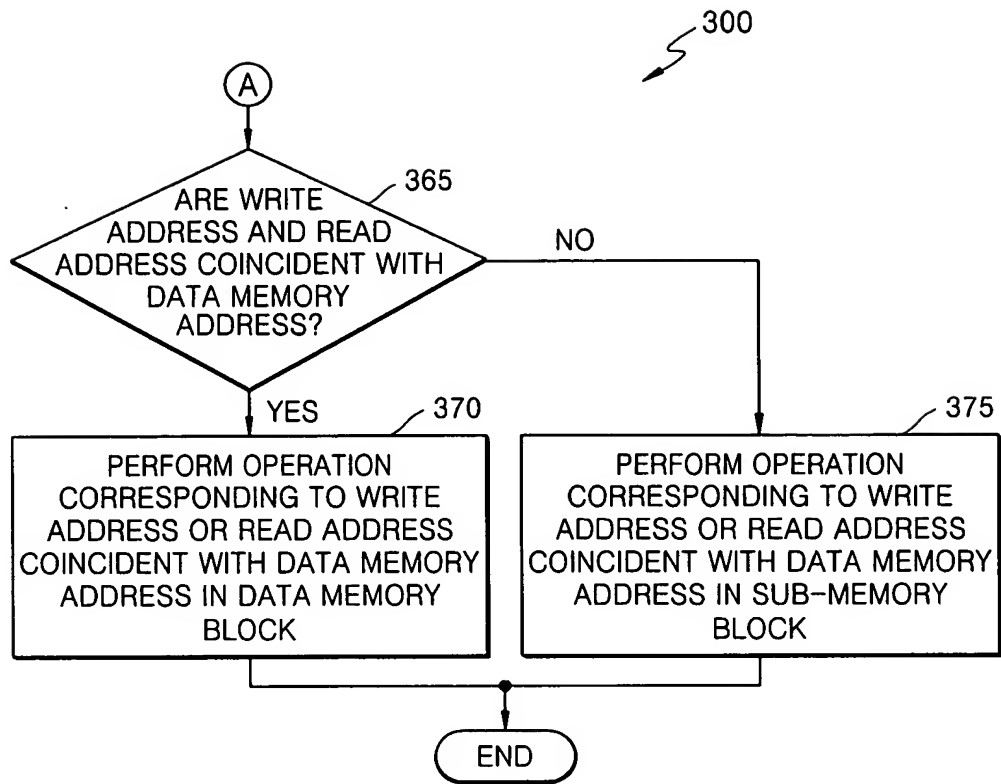 300
A
365
ARE WRITE
ADDRESS AND READ
ADDRESS COINCIDENT WITH
DATA MEMORY
ADDRESS?
NO
YES
370
PERFORM OPERATION
CORRESPONDING TO WRITE
ADDRESS OR READ ADDRESS
COINCIDENT WITH DATA MEMORY
ADDRESS IN DATA MEMORY
BLOCK
375
PERFORM OPERATION
CORRESPONDING TO WRITE
ADDRESS OR READ ADDRESS
COINCIDENT WITH DATA MEMORY
ADDRESS IN SUB-MEMORY
BLOCK
END